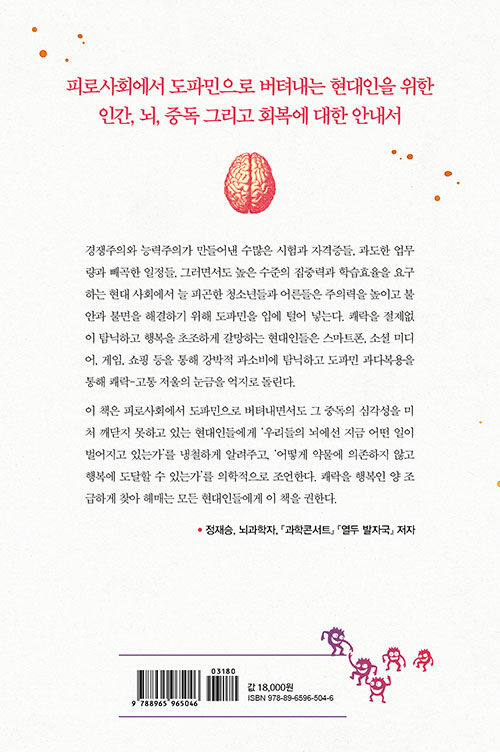 피로사회에서 도파민으로 버텨내는 현대인을 위한
인간, 뇌, 중독 그리고 회복에 대한 안내서
경쟁주의와 능력주의가 만들어낸 수많은 시험과 자격증들, 과도한 업무
량과 빼곡한 일정들, 그러면서도 높은 수준의 집중력과 학습효율을 요구
하는 현대 사회에서 늘 피곤한 청소년들과 어른들은 주의력을 높이고 불
안과 불면을 해결하기 위해 도파민을 입에 털어 넣는다. 쾌락을 절제없
이 탐닉하고 행복을 초조하게 갈망하는 현대인들은 스마트폰, 소셜 미디
어, 게임, 쇼핑 등을 통해 강박적 과소비에 탐닉하고 도파민 과다복용을
통해 쾌락-고통 저울의 눈금을 억지로 돌린다.
이 책은 피로사회에서 도파민으로 버텨내면서도 그 중독의 심각성을 미
처 깨닫지 못하고 있는 현대인들에게 '우리들의 뇌에선 지금 어떤 일이
벌어지고 있는가'를 냉철하게 알려주고, '어떻게 약물에 의존하지 않고
행복에 도달할 수 있는가'를 의학적으로 조언한다. 쾌락을 행복인 양 조
급하게 찾아 헤매는 모든 현대인들에게 이 책을 권한다.
• 정재승, 뇌과학자, 『과학콘서트』 『열두 발자국』 저자
03180
9 788965 965046
값 18,000원
ISBN 978-89-6596-504-6